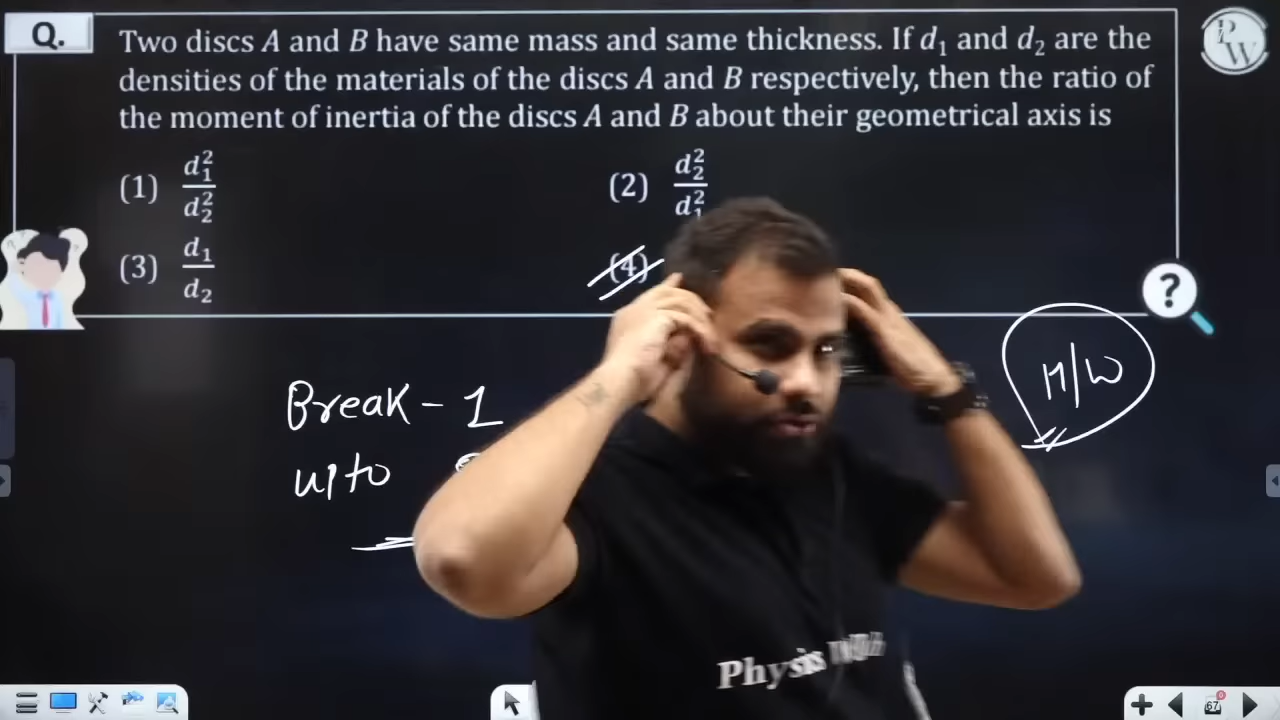 Q.
Two discs A and B have same mass and same thickness. If d₁ and d₂ are the
densities of the materials of the discs A and B respectively, then the ratio of
the moment of inertia of the discs A and B about their geometrical axis is
(1) d₁²/d₂²
(2) d₂²/d₁²
(3) d₁/d₂
(4)
?
H/W
Break - 1
upto
Physics
67
PW